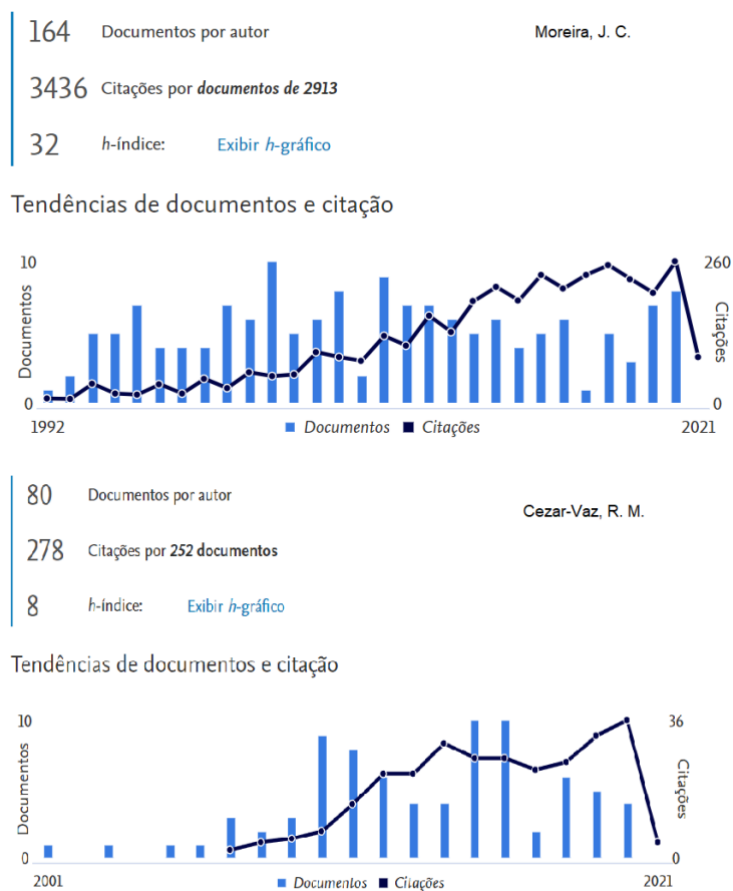 164 Documentos por autor Moreira, J. C.
3436 Citações por documentos de 2913
32 h-índice: Exibir h-gráfico
Tendências de documentos e citação
10 260
Documentos Citações
0 0
1992 Documentos Citações 2021
80 Documentos por autor
Cezar-Vaz, R. M.
278 Citações por 252 documentos
8 h-índice: Exibir h-gráfico
Tendências de documentos e citação
10 36
Documentos Citações
0 0
2001 Documentos Citações 2021